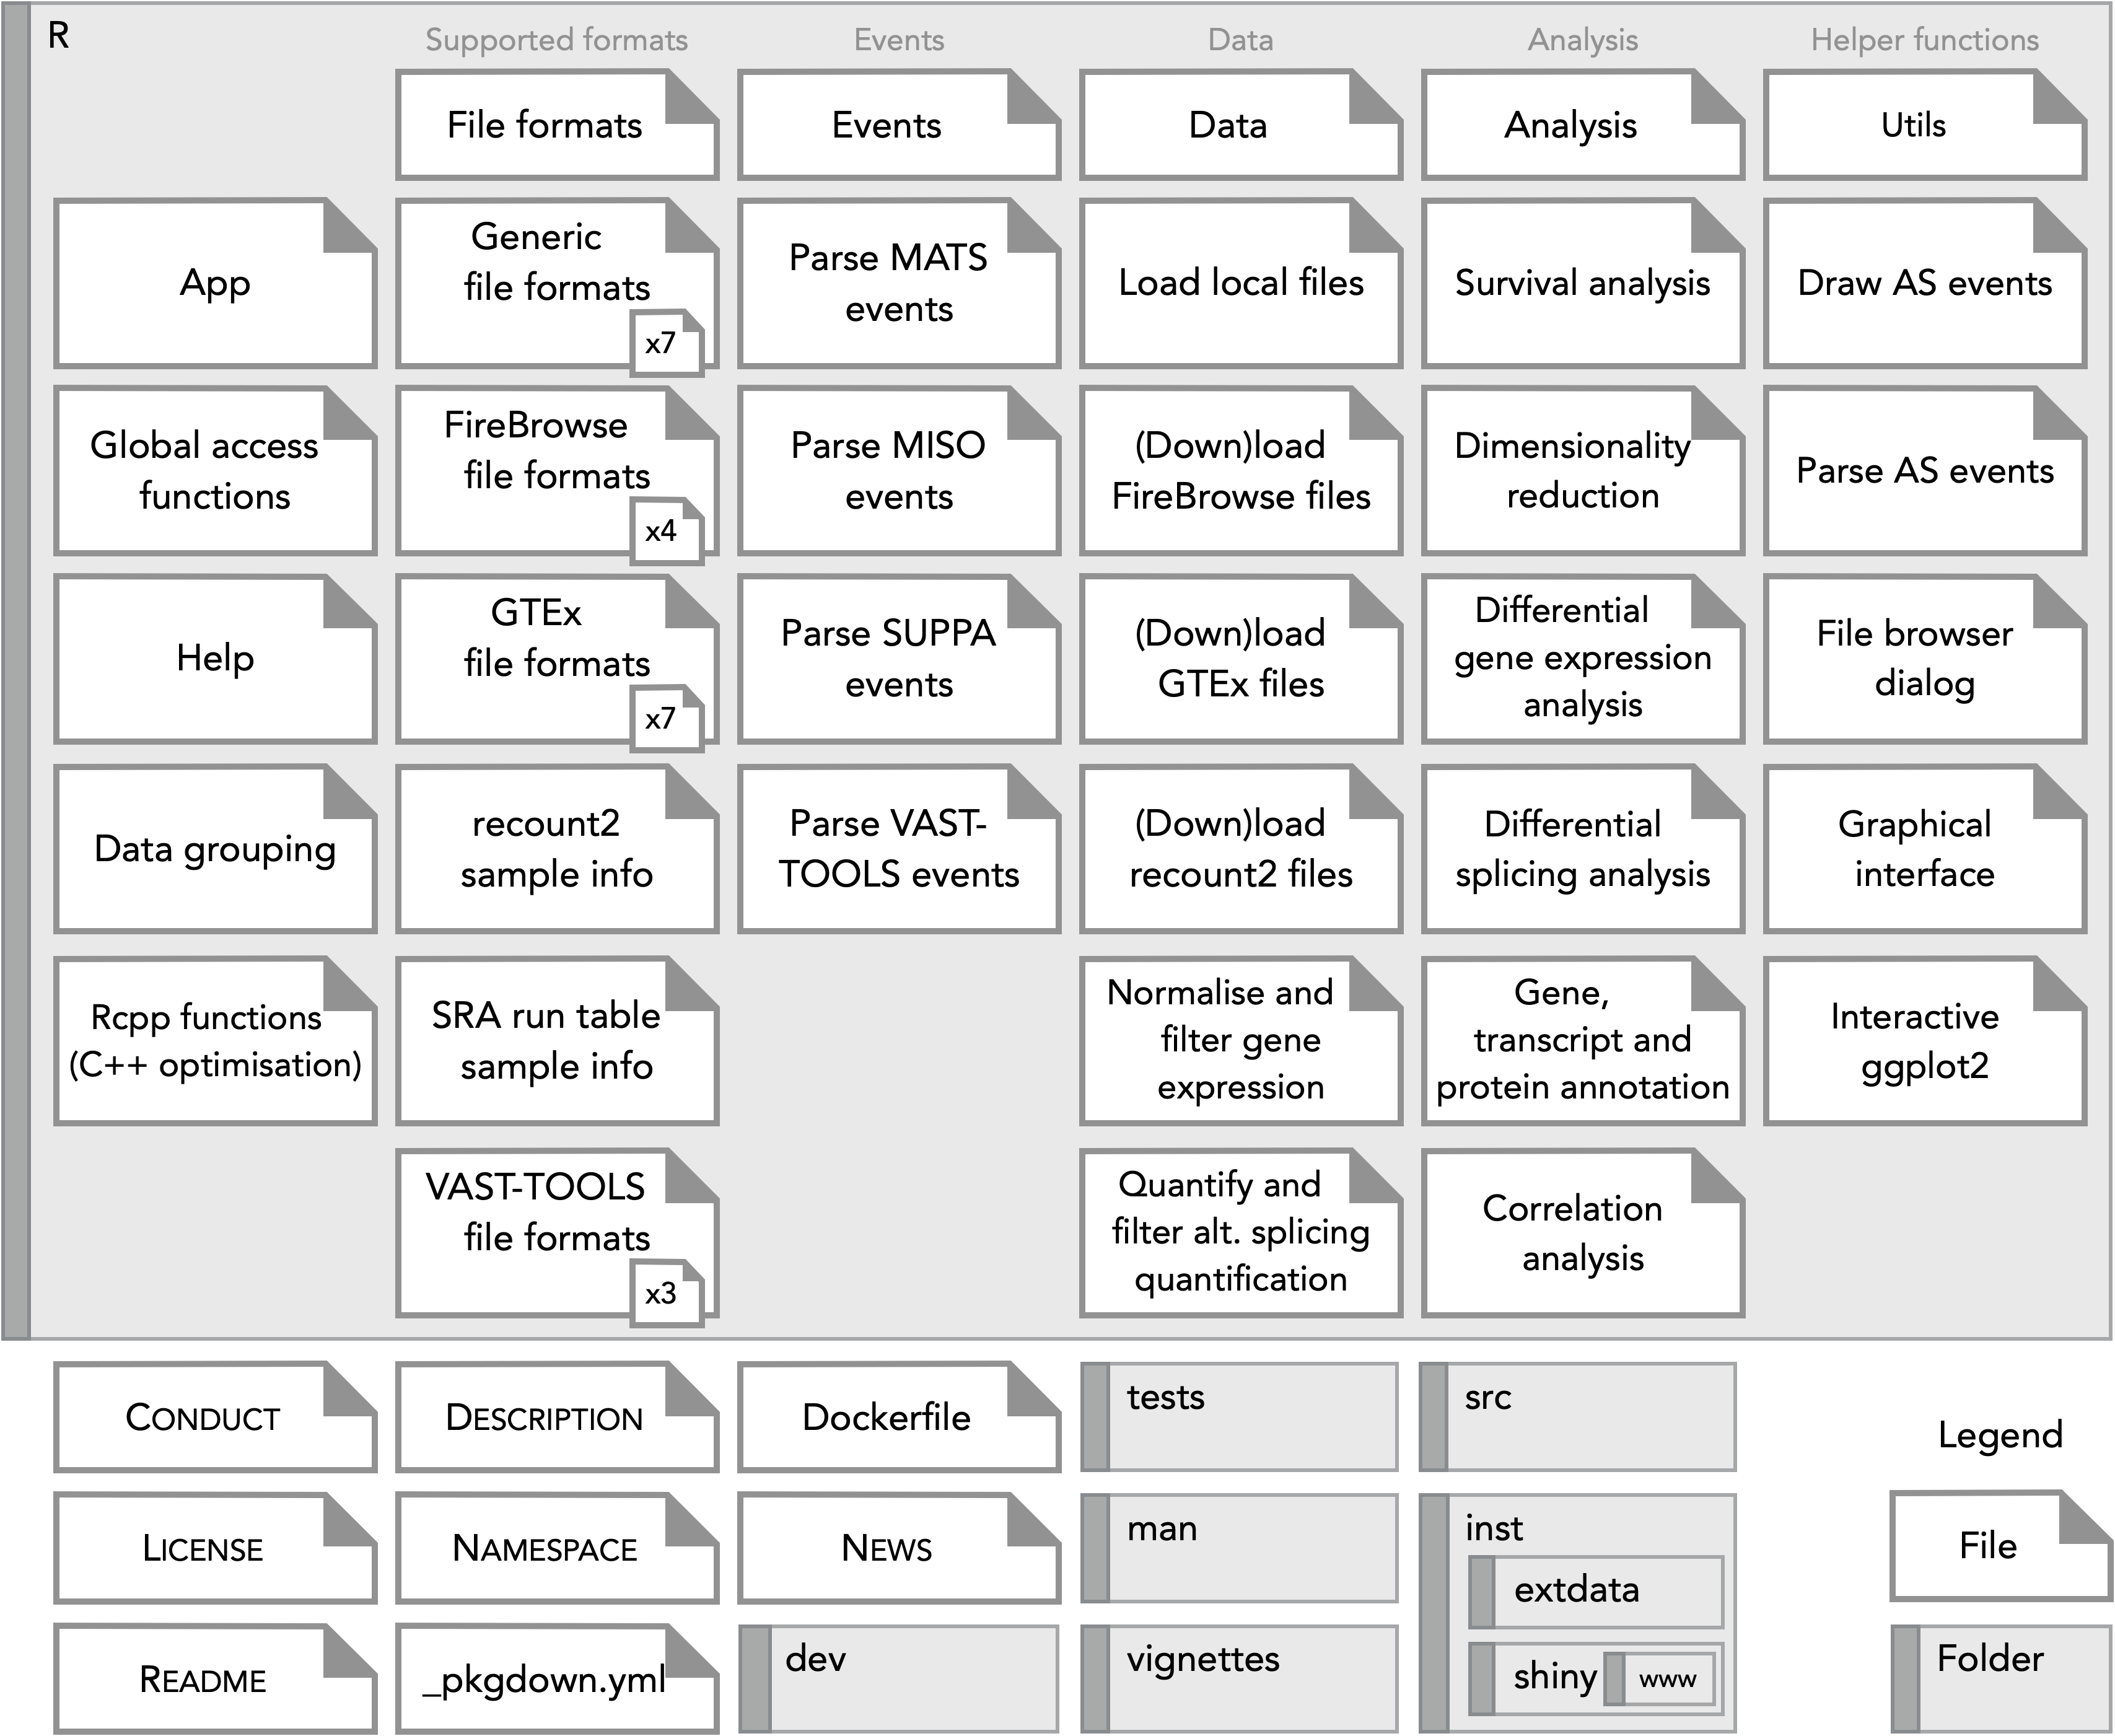 R
Supported formats
Events
Data
Analysis
Helper functions
File formats
Events
Data
Analysis
Utils
App
Generic
file formats
x7
Parse MATS
events
Load local files
Survival analysis
Draw AS events
Global access
functions
FireBrowse
file formats
x4
Parse MISO
events
(Down)load
FireBrowse files
Dimensionality
reduction
Parse AS events
Help
GTEx
file formats
x7
Parse SUPPA
events
(Down)load
GTEx files
Differential
gene expression
analysis
File browser
dialog
Data grouping
recount2
sample info
Parse VAST-
TOOLS events
(Down)load
recount2 files
Differential
splicing analysis
Graphical
interface
Rcpp functions
(C++ optimisation)
SRA run table
sample info
Normalise and
filter gene
expression
Gene,
transcript and
protein annotation
Interactive
ggplot2
VAST-TOOLS
file formats
x3
Quantify and
filter alt. splicing
quantification
Correlation
analysis
CONDUCT
DESCRIPTION
Dockerfile
tests
src
Legend
LICENSE
NAMESPACE
NEWS
man
inst
extdata
shiny
www
File
README
_pkgdown.yml
dev
vignettes
Folder